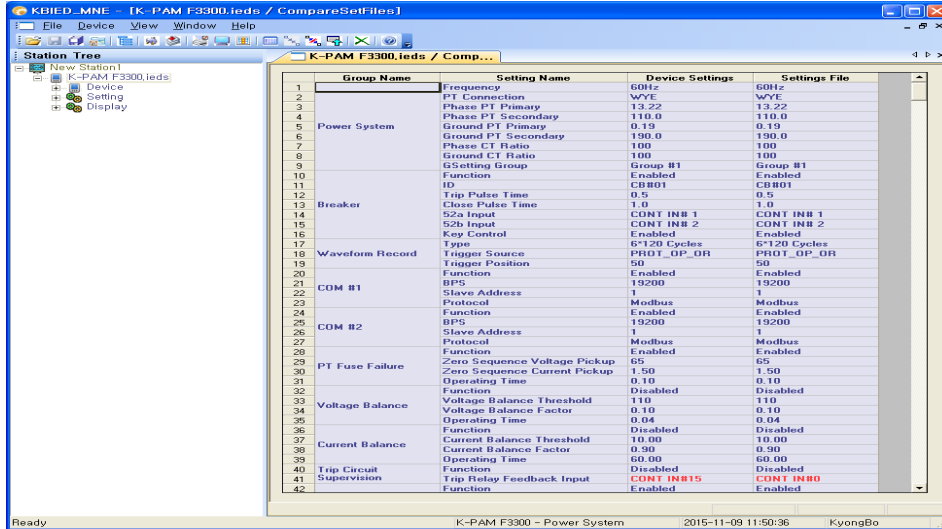 KBIED_MNE - [K-PAM F3300.ieds / CompareSetFiles]
File Device View Window Help
Station Tree
New Station1
K-PAM F3300.ieds
Device
Setting
Display
K-PAM F3300.ieds / Comp...
Group Name Setting Name Device Settings Settings File
1 Frequency 60Hz 60Hz
2 PT Connection WYE WYE
3 Phase PT Primary 13.22 13.22
4 Phase PT Secondary 110.0 110.0
5 Power System Ground PT Primary 0.19 0.19
6 Ground PT Secondary 190.0 190.0
7 Phase CT Ratio 100 100
8 Ground CT Ratio 100 100
9 GSetting Group Group #1 Group #1
10 Function Enabled Enabled
11 ID CB#01 CB#01
12 Trip Pulse Time 0.5 0.5
13 Breaker Close Pulse Time 1.0 1.0
14 52a Input CONT IN# 1 CONT IN# 1
15 52b Input CONT IN# 2 CONT IN# 2
16 Key Control Enabled Enabled
17 Type 6*120 Cycles 6*120 Cycles
18 Waveform Record Trigger Source PROT_OP_OR PROT_OP_OR
19 Trigger Position 50 50
20 Function Enabled Enabled
21 COM #1 BPS 19200 19200
22 Slave Address 1 1
23 Protocol Modbus Modbus
24 Function Enabled Enabled
25 COM #2 BPS 19200 19200
26 Slave Address 1 1
27 Protocol Modbus Modbus
28 Function Enabled Enabled
29 PT Fuse Failure Zero Sequence Voltage Pickup 65 65
30 Zero Sequence Current Pickup 1.50 1.50
31 Operating Time 0.10 0.10
32 Function Disabled Disabled
33 Voltage Balance Voltage Balance Threshold 110 110
34 Voltage Balance Factor 0.10 0.10
35 Operating Time 0.04 0.04
36 Function Disabled Disabled
37 Current Balance Current Balance Threshold 10.00 10.00
38 Current Balance Factor 0.90 0.90
39 Operating Time 60.00 60.00
40 Trip Circuit Function Disabled Disabled
41 Supervision Trip Relay Feedback Input CONT IN#15 CONT IN#0
42 Function Enabled Enabled
Ready K-PAM F3300 - Power System 2015-11-09 11:50:36 KyongBo